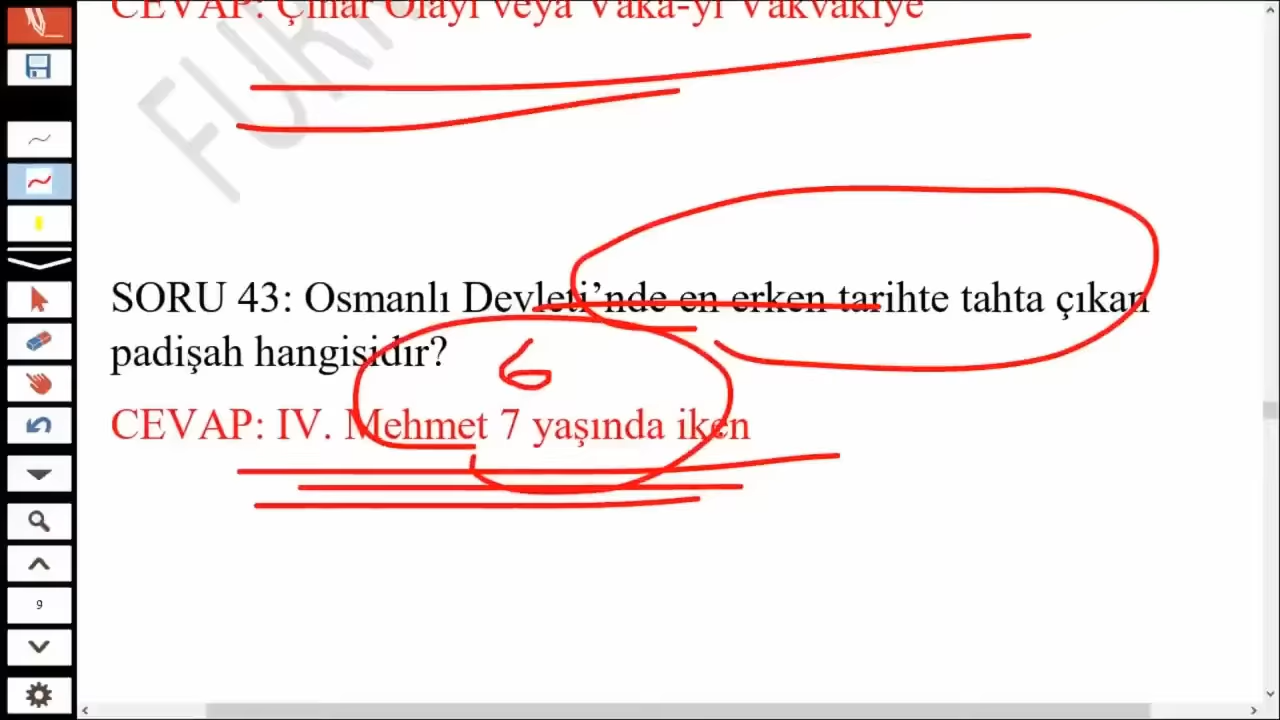 CEVAP: Çınar Olayı veya Vaka-yı Vakvakiye
SORU 43: Osmanlı Devleti’nde en erken tarihte tahta çıkan
padişah hangisidir?
6
CEVAP: IV. Mehmet 7 yaşında iken
9